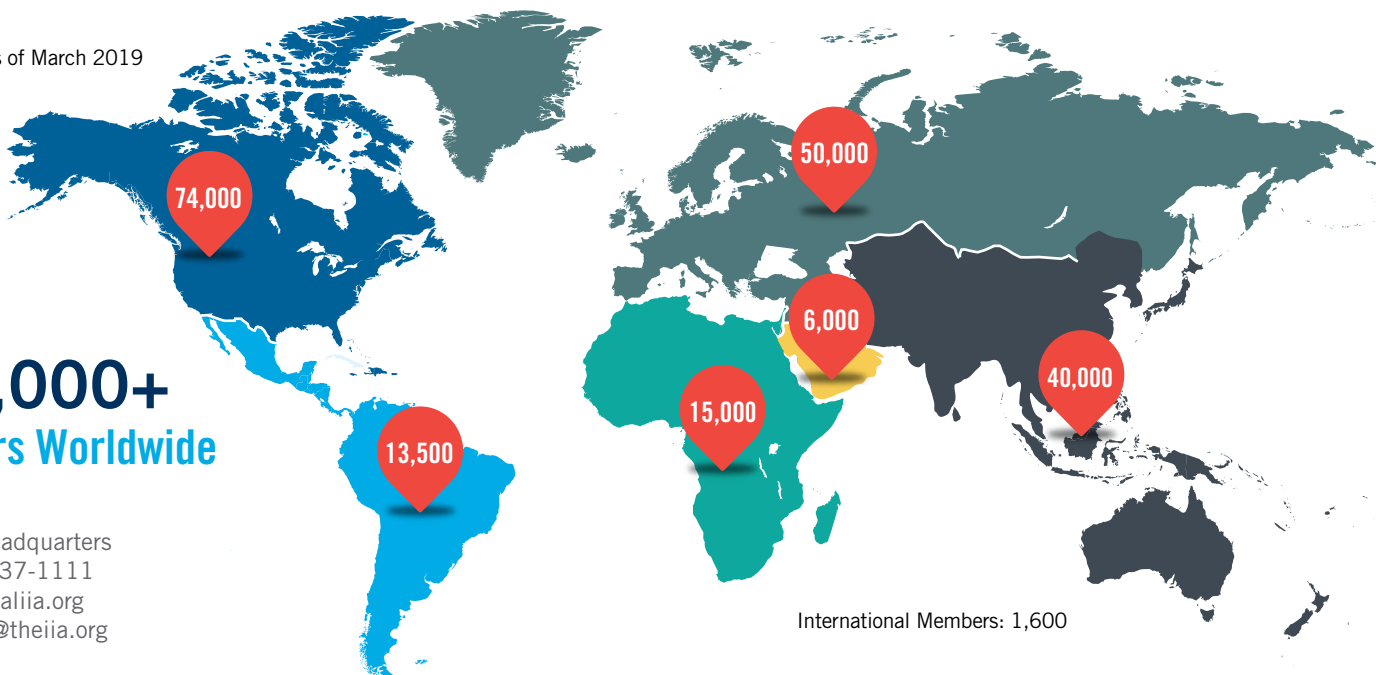 s of March 2019
50,000
74,000
6,000
40,000
,000+
15,000
rs Worldwide
13,500
adquarters
37-1111
aliia.org
@theiia.org
International Members: 1,600